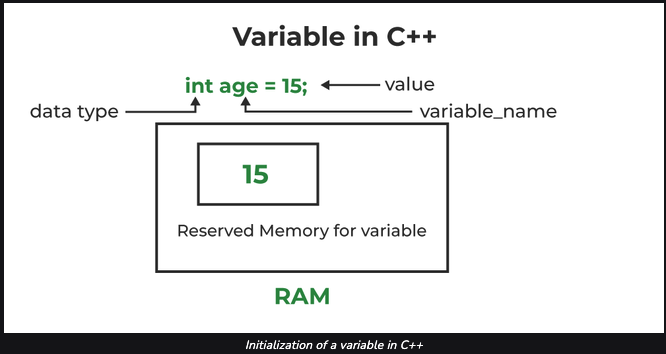 Variable in C++
int age = 15;
value
data type
variable_name
15
Reserved Memory for variable
RAM
Initialization of a variable in C++